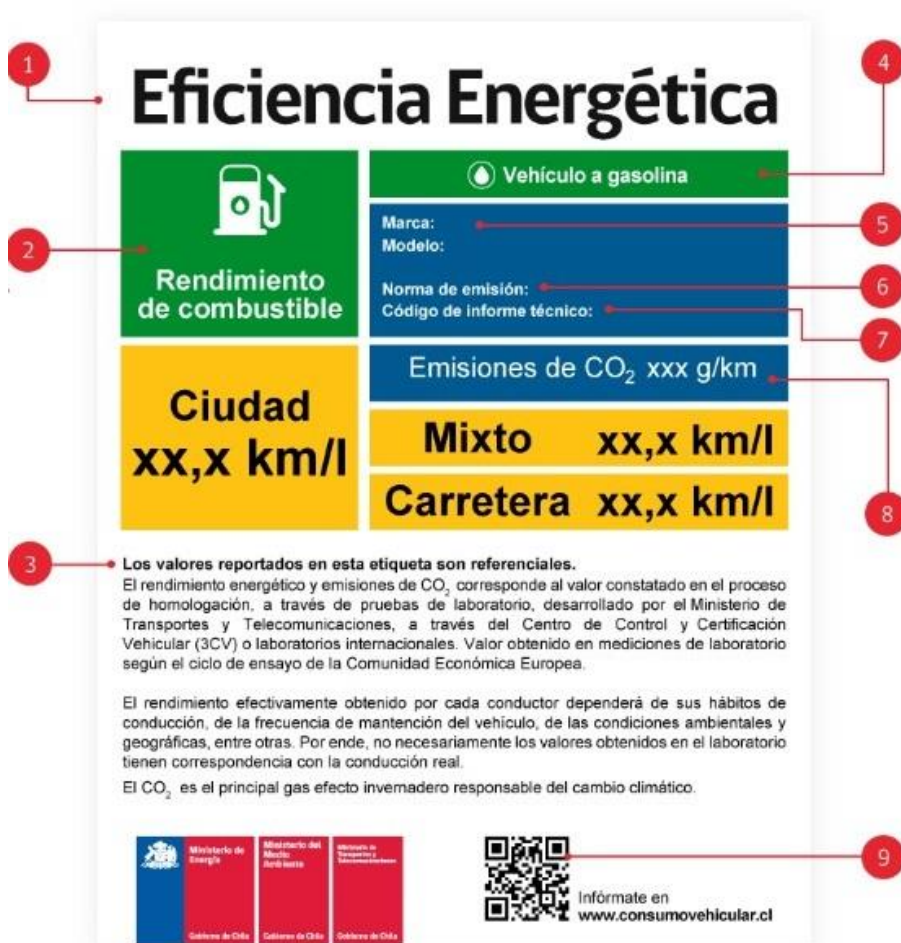 1
4
Eficiencia Energética
2
Rendimiento
de combustible
Vehículo a gasolina
Marca:
5
Modelo:
Norma de emisión:
6
Código de informe técnico:
7
Emisiones de CO₂ xxx g/km
8
Ciudad
xx,x km/l
Mixto xx,x km/l
Carretera xx,x km/l
3
Los valores reportados en esta etiqueta son referenciales.
El rendimiento energético y emisiones de CO₂ corresponde al valor constatado en el proceso
de homologación, a través de pruebas de laboratorio, desarrollado por el Ministerio de
Transportes y Telecomunicaciones, a través del Centro de Control y Certificación
Vehicular (3CV) o laboratorios internacionales. Valor obtenido en mediciones de laboratorio
según el ciclo de ensayo de la Comunidad Económica Europea.
El rendimiento efectivamente obtenido por cada conductor dependerá de sus hábitos de
conducción, de la frecuencia de mantención del vehículo, de las condiciones ambientales y
geográficas, entre otras. Por ende, no necesariamente los valores obtenidos en el laboratorio
tienen correspondencia con la conducción real.
El CO₂ es el principal gas efecto invernadero responsable del cambio climático.
Ministerio de
Energía
Gobierno de Chile
Ministerio del
Medio
Ambiente
Gobierno de Chile
Ministerio de
Transportes y
Telecomunicaciones
Gobierno de Chile
9
Infórmate en
www.consumovehicular.cl